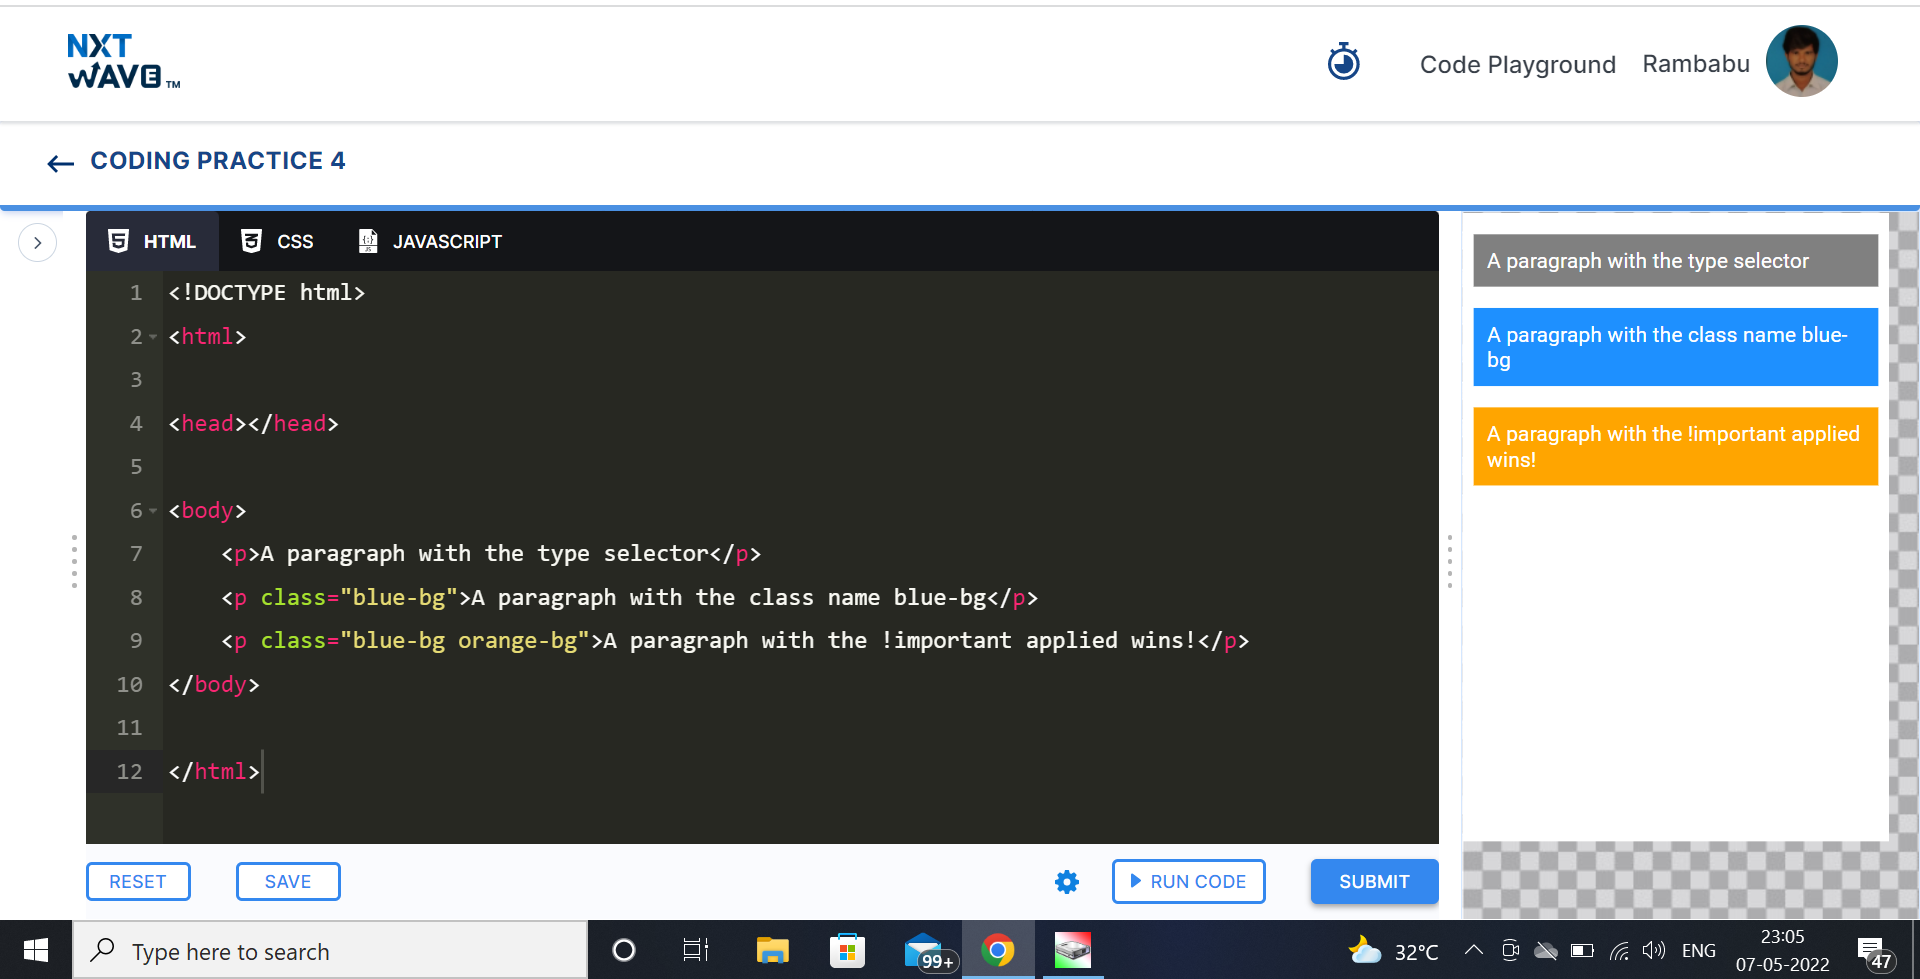 NXT
WAVE TM
Code Playground
Rambabu
CODING PRACTICE 4
HTML
CSS
JAVASCRIPT
1 <!DOCTYPE html>
2 <html>
3
4 <head></head>
5
6 <body>
7 <p>A paragraph with the type selector</p>
8 <p class="blue-bg">A paragraph with the class name blue-bg</p>
9 <p class="blue-bg orange-bg">A paragraph with the !important applied wins!</p>
10 </body>
11
12 </html>
A paragraph with the type selector
A paragraph with the class name blue-
bg
A paragraph with the !important applied
wins!
RESET
SAVE
RUN CODE
SUBMIT
Type here to search
99+
32°C
ENG
23:05
07-05-2022
47